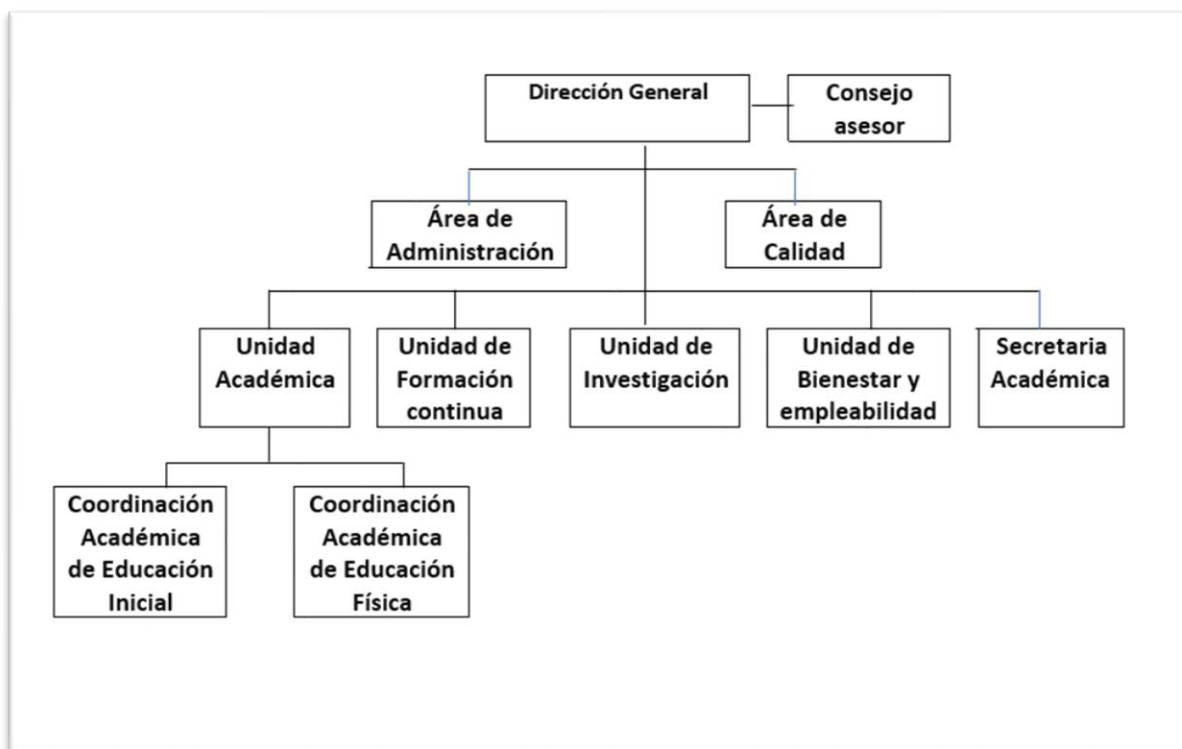 Dirección General
Consejo
asesor
Área de
Administración
Área de
Calidad
Unidad
Académica
Unidad de
Formación
continua
Unidad de
Investigación
Unidad de
Bienestar y
empleabilidad
Secretaria
Académica
Coordinación
Académica
de Educación
Inicial
Coordinación
Académica
de Educación
Física